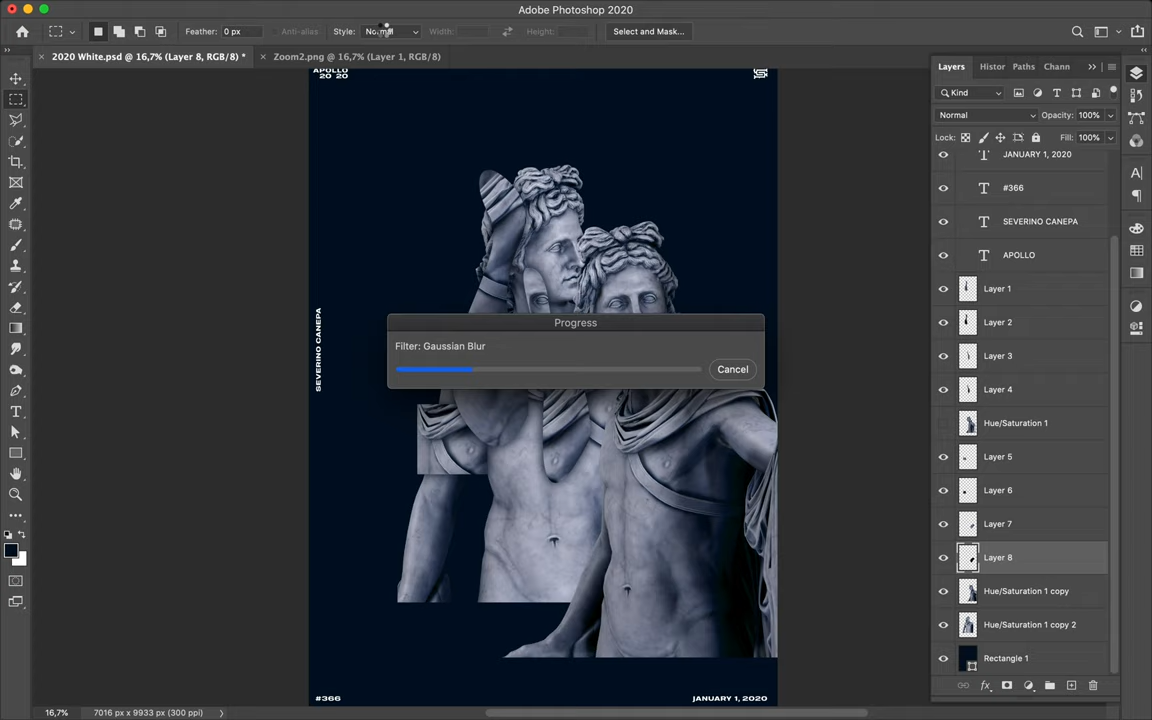 Adobe Photoshop 2020
Feather: 0 px
Anti-alias
Style: Normal
Width:
Height:
Select and Mask...
2020 White.psd @ 16,7% (Layer 8, RGB/8) *
Zoom2.png @ 16,7% (Layer 1, RGB/8)
APOLLO
20 20
SEVERINO CANEPA
Progress
Filter: Gaussian Blur
Cancel
#366
JANUARY 1, 2020
16,7%
7016 px x 9933 px (300 ppi)
Layers
Histor
Paths
Chann
Kind
Normal
Opacity: 100%
Lock:
Fill: 100%
JANUARY 1, 2020
#366
SEVERINO CANEPA
APOLLO
Layer 1
Layer 2
Layer 3
Layer 4
Hue/Saturation 1
Layer 5
Layer 6
Layer 7
Layer 8
Hue/Saturation 1 copy
Hue/Saturation 1 copy 2
Rectangle 1